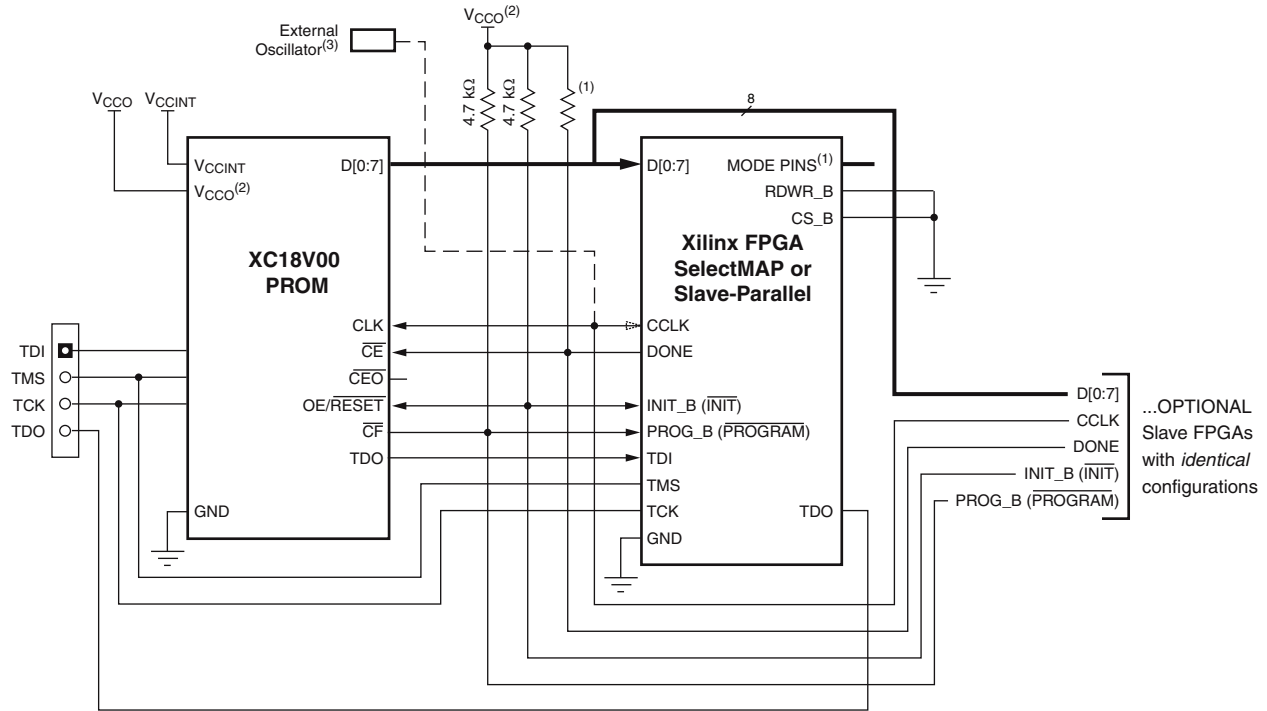 External
Oscillator(3)
VCCO(2)
4.7 kΩ
4.7 kΩ
(1)
8
VCCO
VCCINT
VCCINT
VCCO(2)
D[0:7]
XC18V00
PROM
CLK
CE
CEO
OE/RESET
CF
TDO
GND
TDI
TMS
TCK
TDO
D[0:7]
MODE PINS(1)
RDWR_B
CS_B
Xilinx FPGA
SelectMAP or
Slave-Parallel
CCLK
DONE
INIT_B (INIT)
PROG_B (PROGRAM)
TDI
TMS
TCK
TDO
GND
D[0:7]
CCLK
DONE
INIT_B (INIT)
PROG_B (PROGRAM)
...OPTIONAL
Slave FPGAs
with identical
configurations